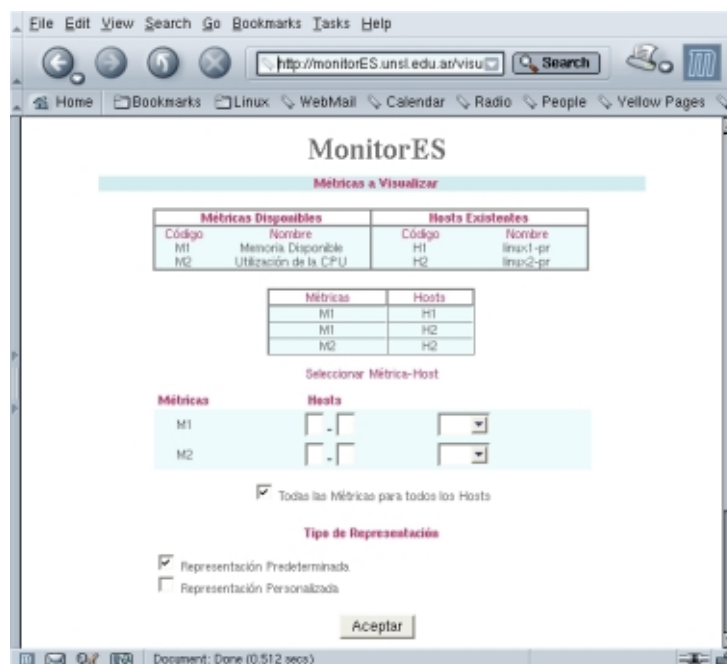 File Edit View Search Go Bookmarks Tasks Help
http://monitorES.unsl.edu.ar/visu Search
Home Bookmarks Linux WebMail Calendar Radio People Yellow Pages
MonitorES
Métricas a Visualizar
Métricas Disponibles Hosts Existentes
Código Nombre Código Nombre
M1 Memoria Disponible H1 linux1-pr
M2 Utilización de la CPU H2 linux2-pr
Métricas Hosts
M1 H1
M1 H2
M2 H2
Seleccionar Métrica-Host
Métricas Hosts
M1 -
M2 -
Todas las Métricas para todos los Hosts
Tipo de Representación
Representación Predeterminada
Representación Personalizada
Aceptar
Document: Done (0.512 secs)